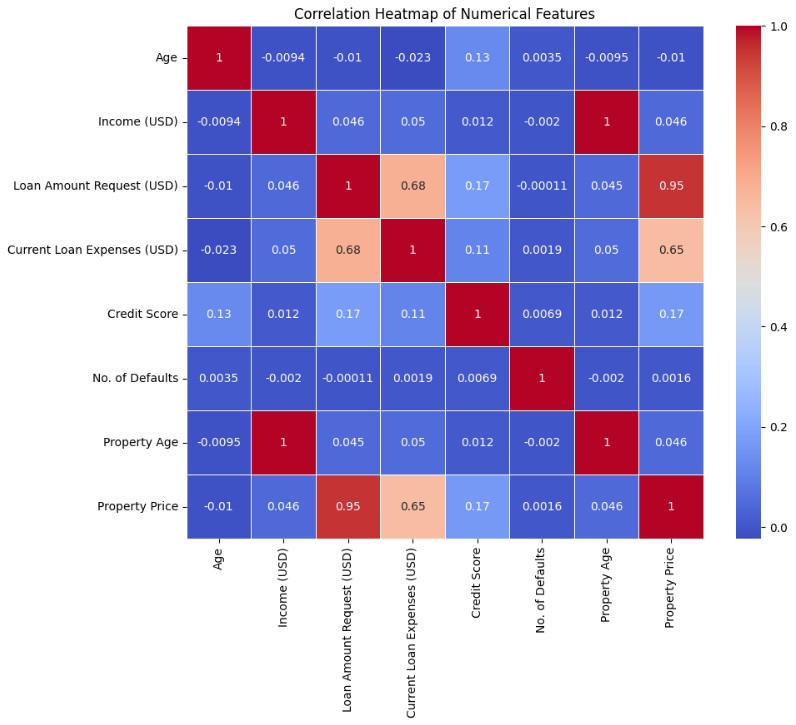 Correlation Heatmap of Numerical Features
Age 1 -0.0094 -0.01 -0.023 0.13 0.0035 -0.0095 -0.01
Income (USD) -0.0094 1 0.046 0.05 0.012 -0.002 1 0.046
Loan Amount Request (USD) -0.01 0.046 1 0.68 0.17 -0.00011 0.045 0.95
Current Loan Expenses (USD) -0.023 0.05 0.68 1 0.11 0.0019 0.05 0.65
Credit Score 0.13 0.012 0.17 0.11 1 0.0069 0.012 0.17
No. of Defaults 0.0035 -0.002 -0.00011 0.0019 0.0069 1 -0.002 0.0016
Property Age -0.0095 1 0.045 0.05 0.012 -0.002 1 0.046
Property Price -0.01 0.046 0.95 0.65 0.17 0.0016 0.046 1
Age
Income (USD)
Loan Amount Request (USD)
Current Loan Expenses (USD)
Credit Score
No. of Defaults
Property Age
Property Price
1.0
0.8
0.6
0.4
0.2
0.0